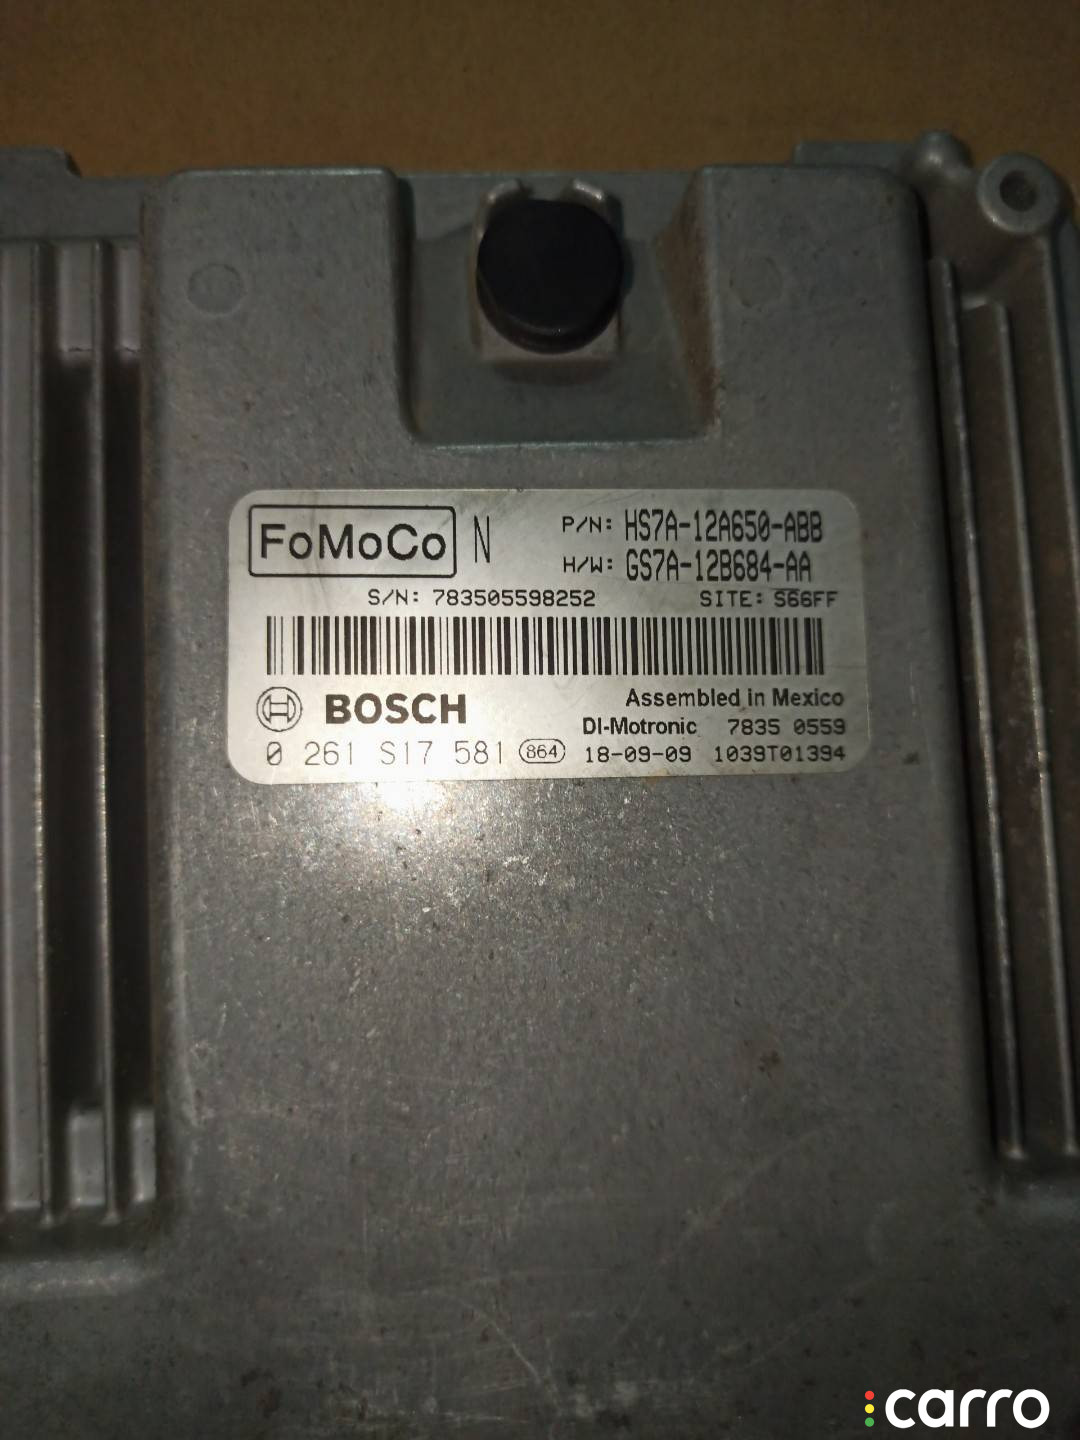 FoMoCo N P/N: HS7A-12A650-ABB
H/W: GS7A-12B684-AA
S/N: 783505598252 SITE: S66FF
BOSCH Assembled in Mexico
DI-Motronic 7835 0559
0 261 S17 581 864 18-09-09 1039T01394
carro